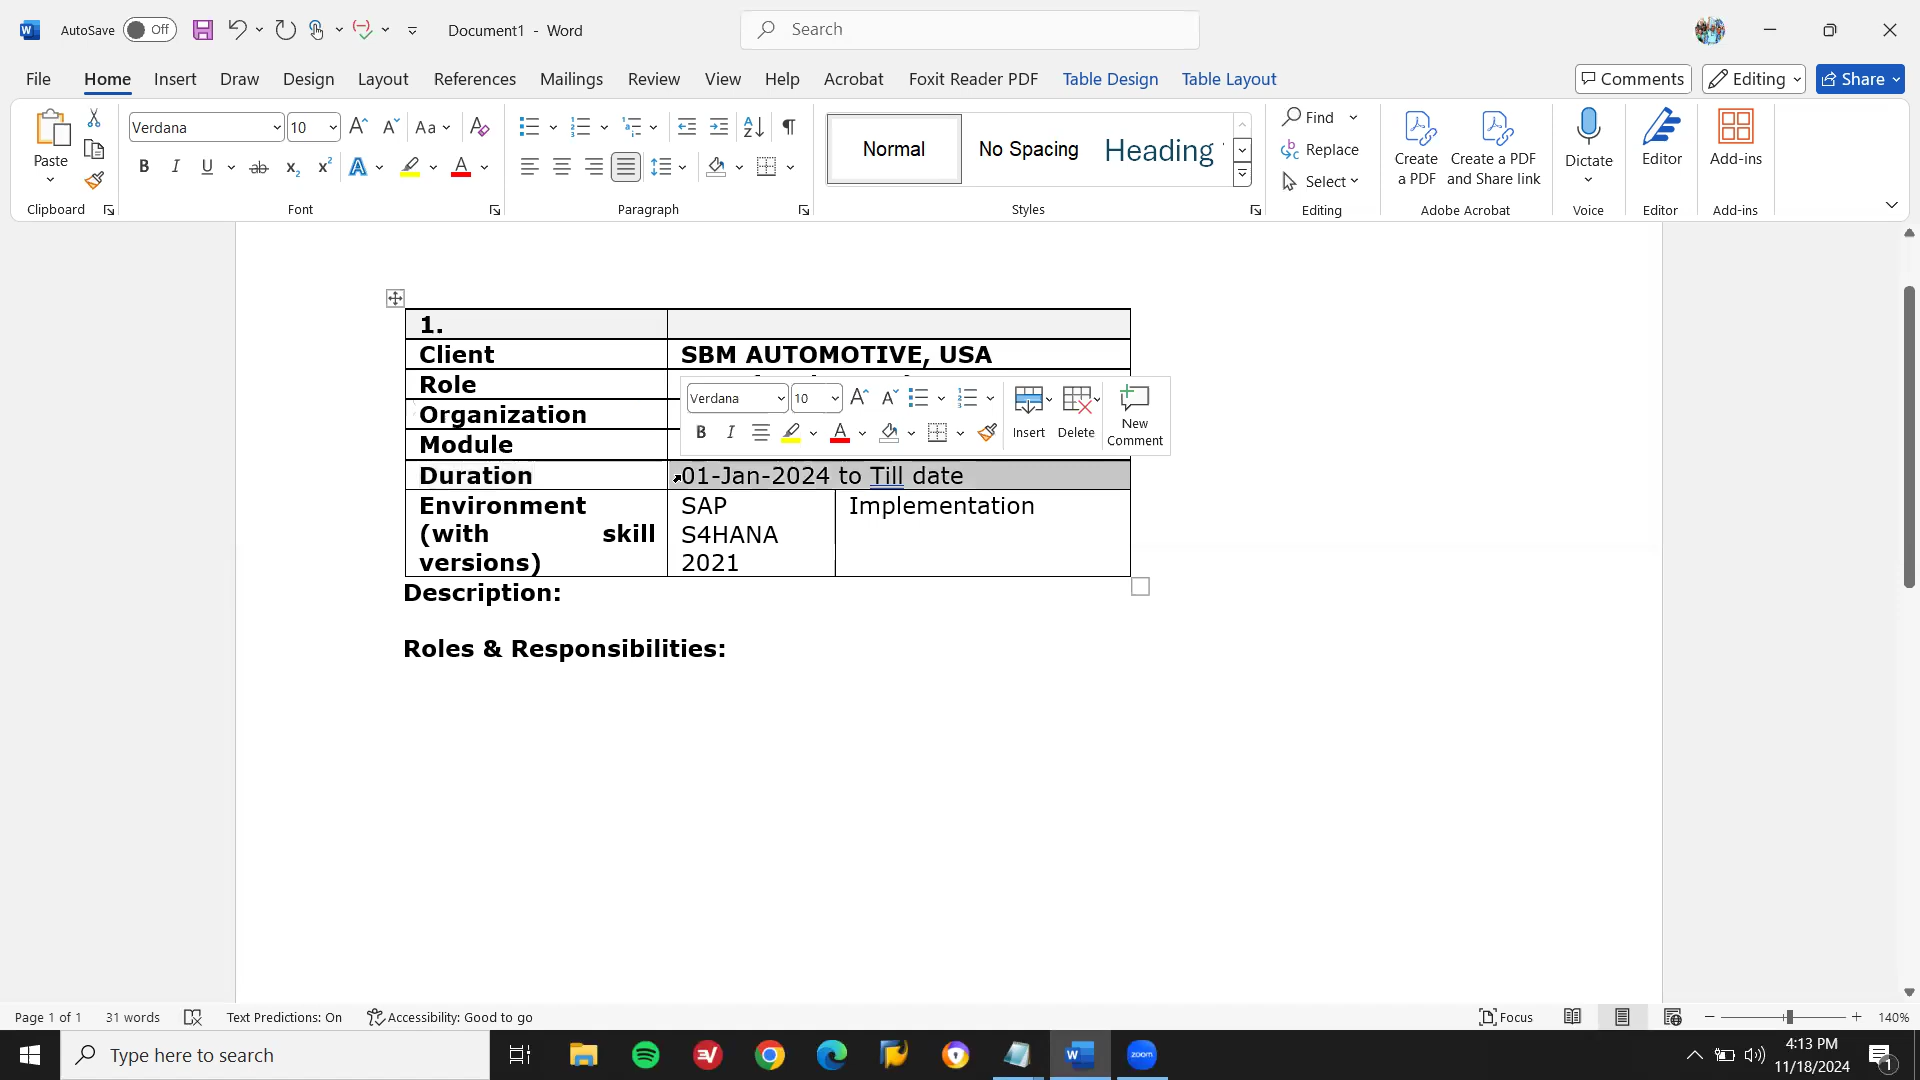 AutoSave Off Document1 - Word Search
File Home Insert Draw Design Layout References Mailings Review View Help Acrobat Foxit Reader PDF Table Design Table Layout Comments Editing Share
Paste
Clipboard
Verdana 10
Font
Paragraph
Normal No Spacing Heading
Styles
Find
Replace
Select
Editing
Create a PDF
Create a PDF and Share link
Adobe Acrobat
Dictate
Voice
Editor
Editor
Add-ins
Add-ins
1.
Client SBM AUTOMOTIVE, USA
Role
Organization
Module
Verdana 10
Insert Delete New Comment
Duration 01-Jan-2024 to Till date
Environment (with skill versions) SAP S4HANA 2021 Implementation
Description:
Roles & Responsibilities:
Page 1 of 1 31 words Text Predictions: On Accessibility: Good to go Focus 140%
Type here to search
zoom
4:13 PM
11/18/2024
1